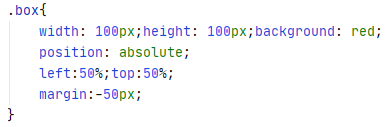 .box{
    width: 100px;height: 100px;background: red;
    position: absolute;
    left:50%;top:50%;
    margin:-50px;
}